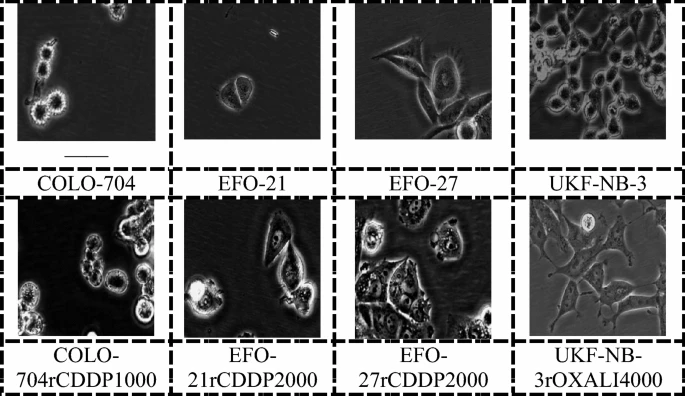 COLO-704
EFO-21
EFO-27
UKF-NB-3
COLO-
704rCDDP1000
EFO-
21rCDDP2000
EFO-
27rCDDP2000
UKF-NB-
3rOXALI4000